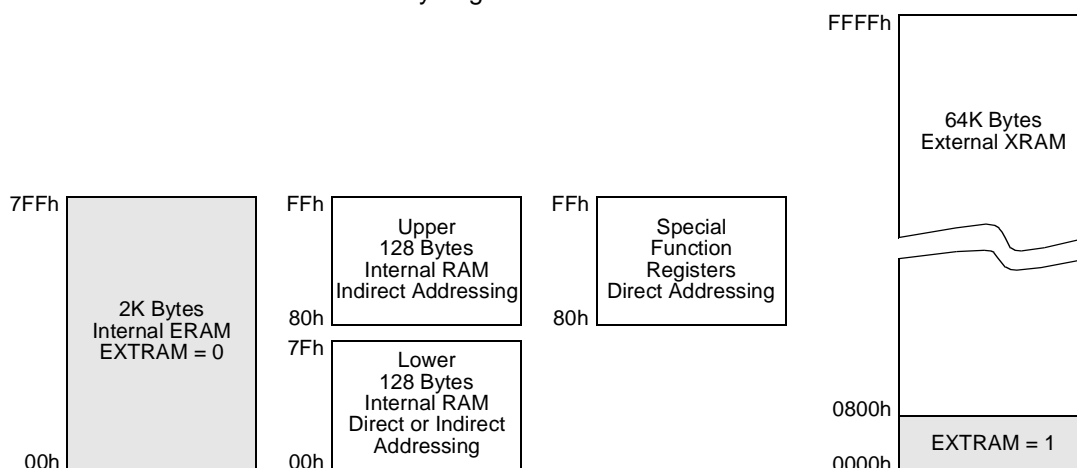 FFFFh
64K Bytes
External XRAM
7FFh
2K Bytes
Internal ERAM
EXTRAM = 0
00h
FFh
Upper
128 Bytes
Internal RAM
Indirect Addressing
80h
7Fh
Lower
128 Bytes
Internal RAM
Direct or Indirect
Addressing
00h
FFh
Special
Function
Registers
Direct Addressing
80h
0800h
EXTRAM = 1
0000h